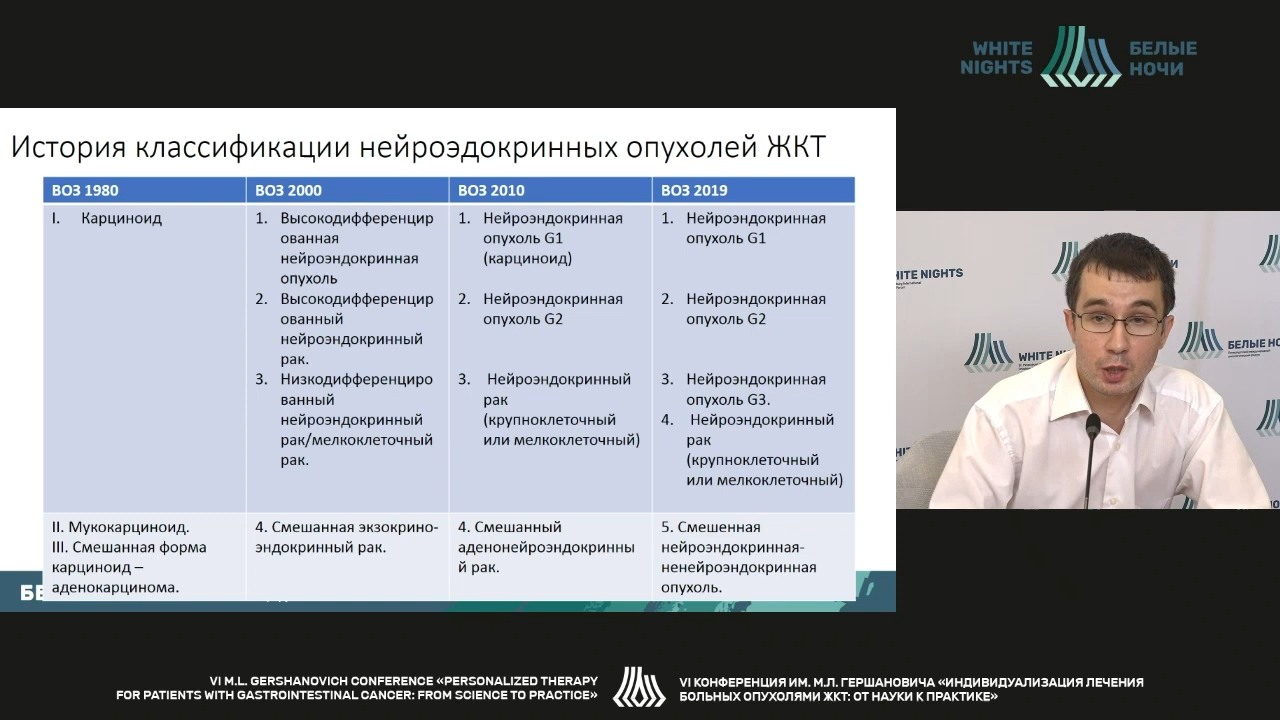 WHITE
NIGHTS
БЕЛЫЕ
НОЧИ
История классификации нейроэдокринных опухолей ЖКТ
ВОЗ 1980
ВОЗ 2000
ВОЗ 2010
ВОЗ 2019
I. Карциноид
1. Высокодифференцир
ованная
нейроэндокринная
опухоль
2. Высокодифференцир
ованный
нейроэндокринный
рак.
3. Низкодифференциро
ванный
нейроэндокринный
рак/мелкоклеточный
рак.
1. Нейроэндокринная
опухоль G1
(карциноид)
2. Нейроэндокринная
опухоль G2
3. Нейроэндокринный
рак
(крупноклеточный
или мелкоклеточный)
1. Нейроэндокринная
опухоль G1
2. Нейроэндокринная
опухоль G2
3. Нейроэндокринная
опухоль G3.
4. Нейроэндокринный
рак
(крупноклеточный
или мелкоклеточный)
II. Мукокарциноид.
III. Смешанная форма
карциноид –
аденокарцинома.
4. Смешанная экзокрино-
эндокринный рак.
4. Смешанный
аденонейроэндокринны
й рак.
5. Смешенная
нейроэндокринная-
ненейроэндокринная
опухоль.
БЕ
HITE NIGHTS
WHITE NI
БЕЛЫЕ НО
VI M.L. GERSHANOVICH CONFERENCE «PERSONALIZED THERAPY
FOR PATIENTS WITH GASTROINTESTINAL CANCER: FROM SCIENCE TO PRACTICE»
VI КОНФЕРЕНЦИЯ ИМ. М.Л. ГЕРШАНОВИЧА «ИНДИВИДУАЛИЗАЦИЯ ЛЕЧЕНИЯ
БОЛЬНЫХ ОПУХОЛЯМИ ЖКТ: ОТ НАУКИ К ПРАКТИКЕ»